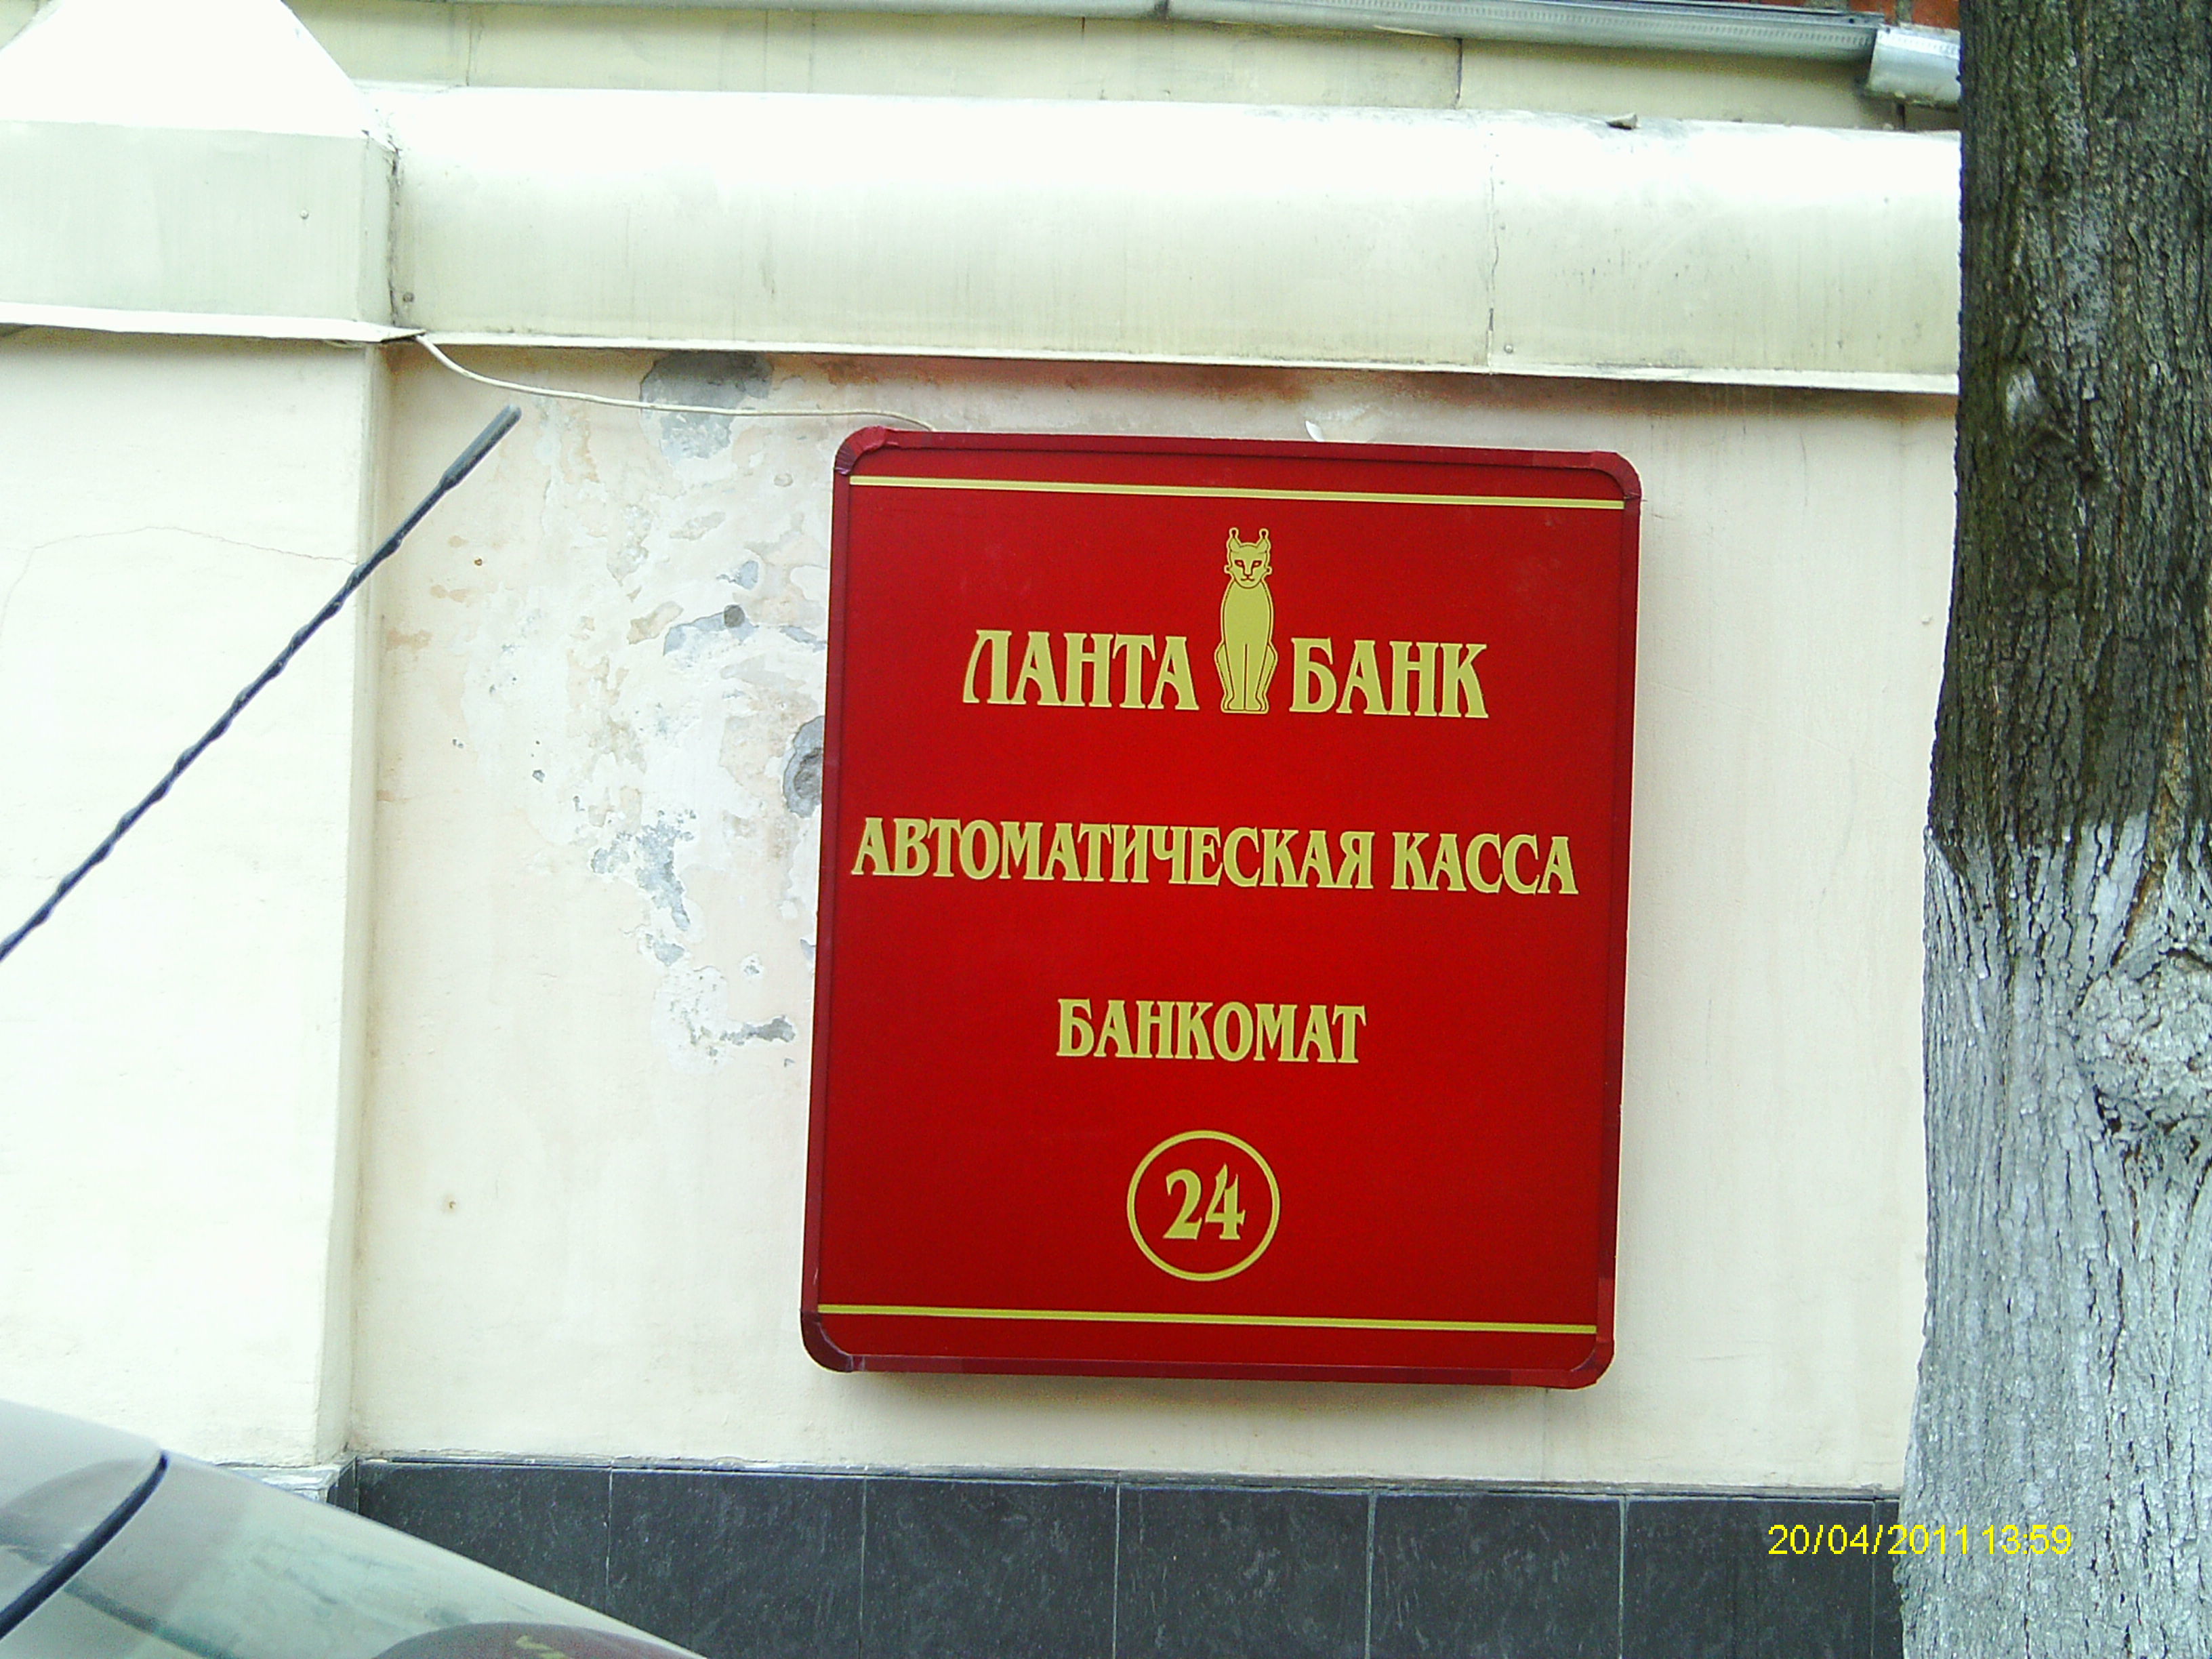 ЛАНТА БАНК
АВТОМАТИЧЕСКАЯ КАССА
БАНКОМАТ
24
20/04/2011 13:59